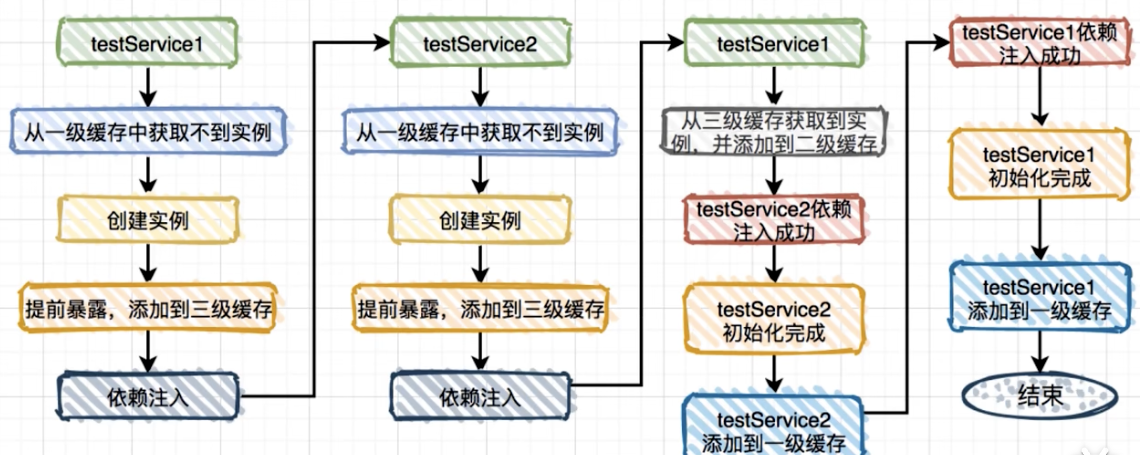 testService1
从一级缓存中获取不到实例
创建实例
提前暴露，添加到三级缓存
依赖注入
testService2
从一级缓存中获取不到实例
创建实例
提前暴露，添加到三级缓存
依赖注入
testService1
从三级缓存获取到实
例，并添加到二级缓存
testService2依赖
注入成功
testService2
初始化完成
testService2
添加到一级缓存
testService1依赖
注入成功
testService1
初始化完成
testService1
添加到一级缓存
结束